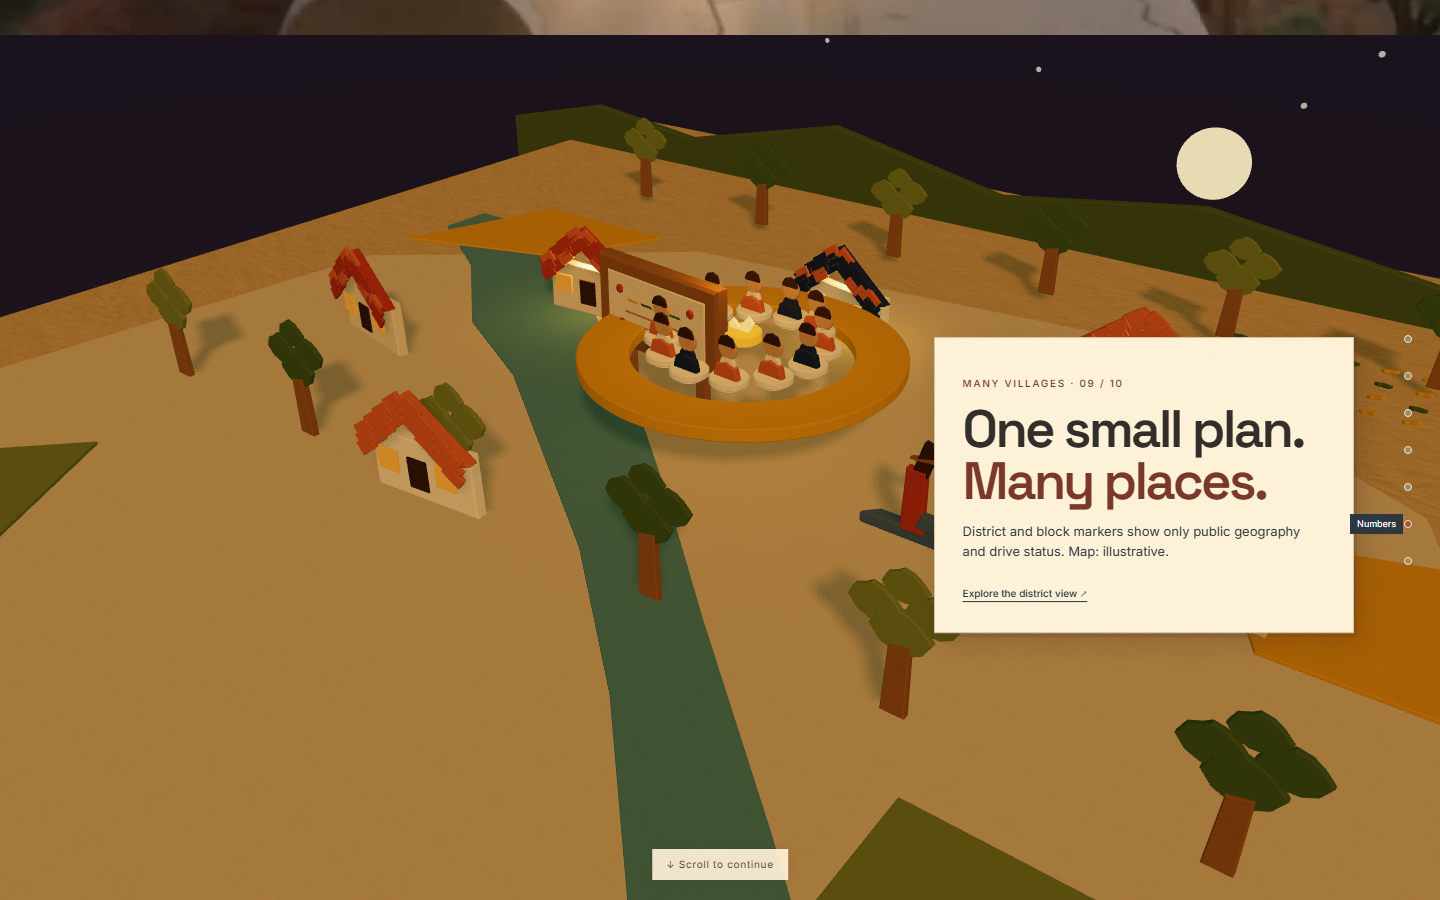 MANY VILLAGES · 09 / 10
One small plan.
Many places.
District and block markers show only public geography
and drive status. Map: illustrative.
Explore the district view ↗
Numbers
↓ Scroll to continue